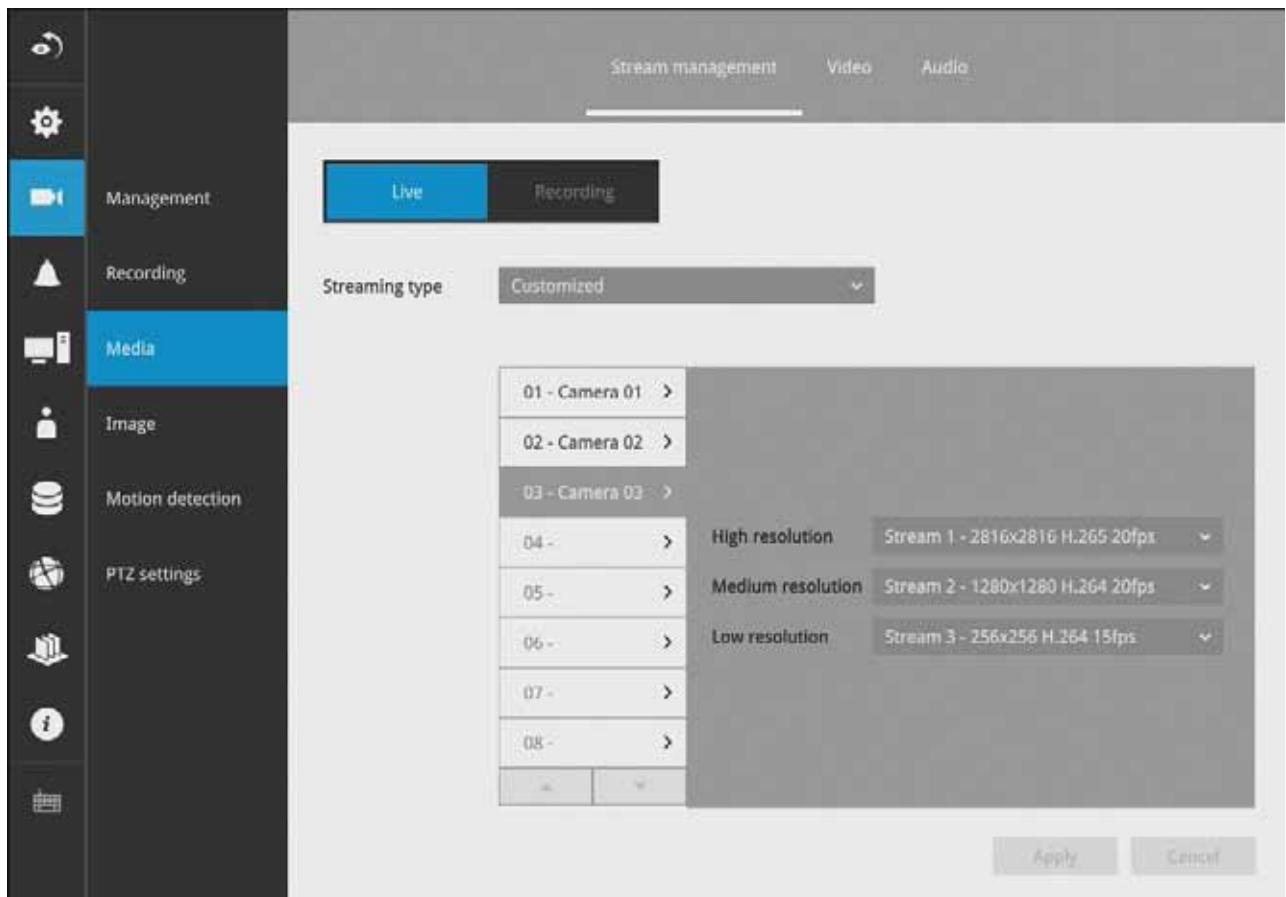 Stream management Video Audio
Management
Recording
Media
Image
Motion detection
PTZ settings
Live Recording
Streaming type Customized
01 - Camera 01
02 - Camera 02
03 - Camera 03
04 -
05 -
06 -
07 -
08 -
High resolution Stream 1 - 2816x2816 H.265 20fps
Medium resolution Stream 2 - 1280x1280 H.264 20fps
Low resolution Stream 3 - 256x256 H.264 15fps
Apply Cancel